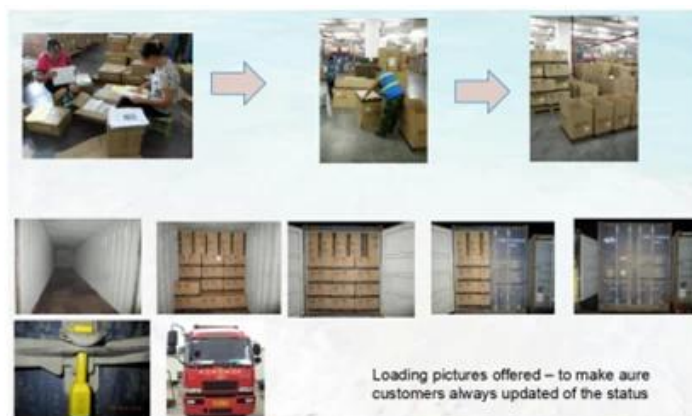 Loading pictures offered – to make aure
customers always updated of the status